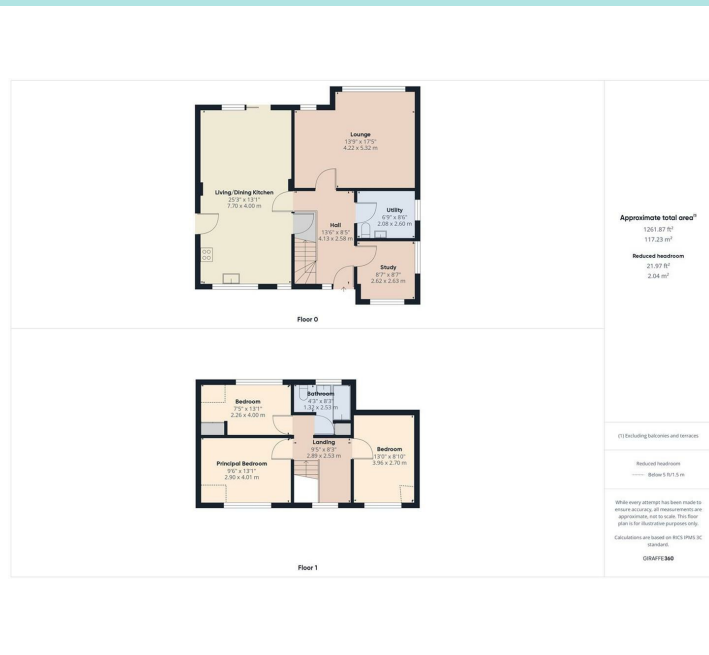 Lounge
13'9" x 17'5"
4.22 x 5.32 m
Living/Dining Kitchen
25'3" x 13'1"
7.70 x 4.00 m
Utility
6'9" x 8'6"
2.08 x 2.60 m
Hall
13'6" x 8'5"
4.13 x 2.58 m
Study
8'7" x 8'7"
2.62 x 2.63 m
Floor 0
Bedroom
7'5" x 13'1"
2.26 x 4.00 m
Bathroom
4'3" x 8'3"
1.32 x 2.53 m
Landing
9'5" x 8'3"
2.89 x 2.53 m
Bedroom
13'0" x 8'10"
3.96 x 2.70 m
Principal Bedroom
9'6" x 13'1"
2.90 x 4.01 m
Floor 1
Approximate total area(1)
1261.87 ft²
117.23 m²
Reduced headroom
21.97 ft²
2.04 m²
(1) Excluding balconies and terraces
Reduced headroom
Below 5 ft/1.5 m
While every attempt has been made to
ensure accuracy, all measurements are
approximate, not to scale. This floor
plan is for illustrative purposes only.
Calculations are based on RICS IPMS 3C
standard.
GIRAFFE360